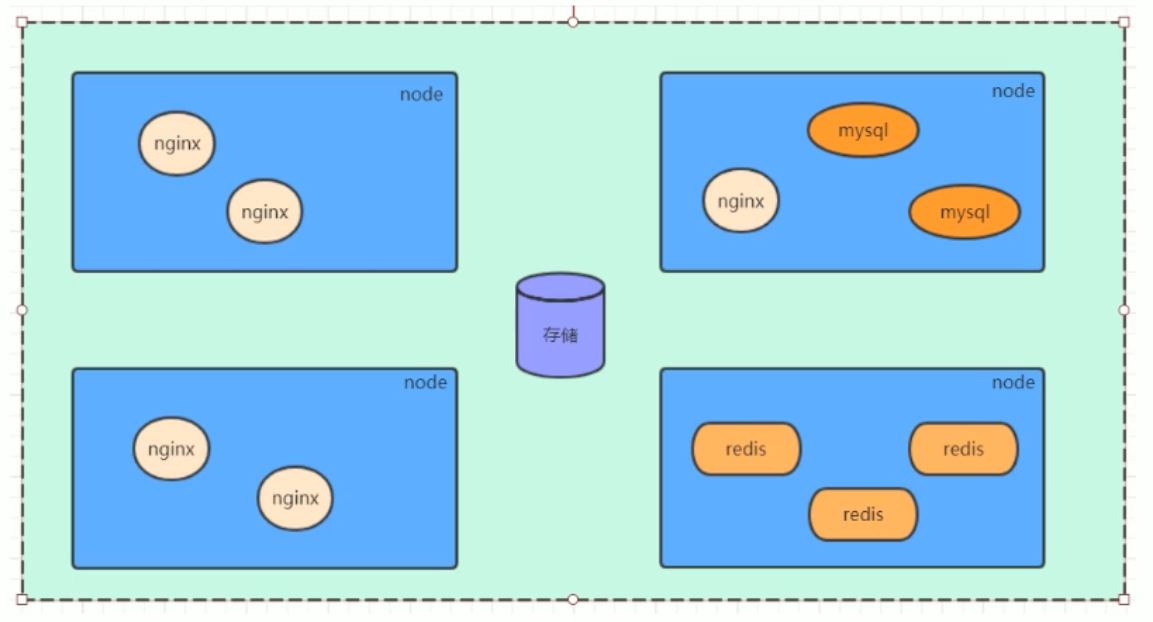 node
nginx
nginx
node
mysql
nginx
mysql
存储
node
nginx
nginx
node
redis
redis
redis